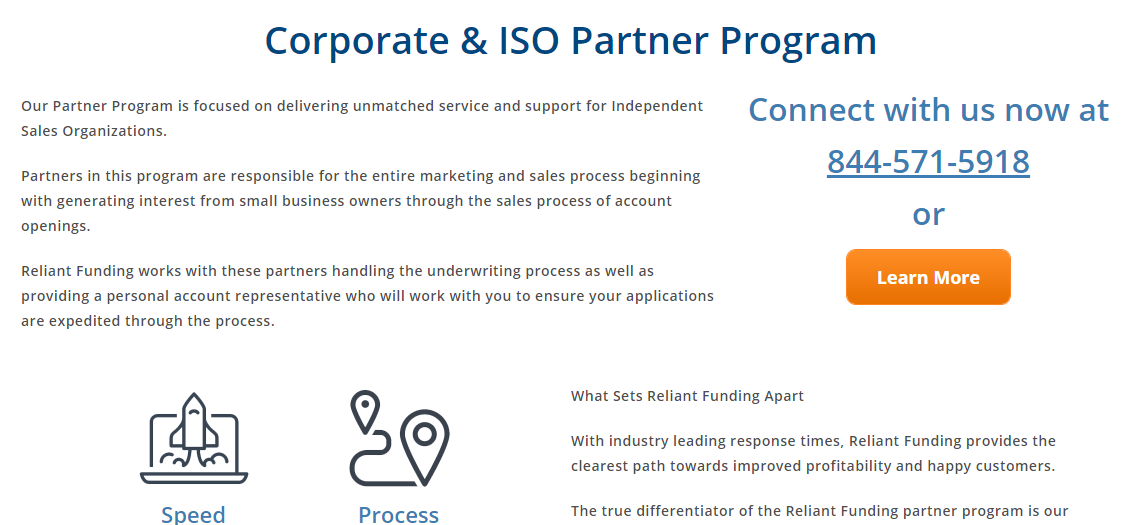 Corporate & ISO Partner Program
Our Partner Program is focused on delivering unmatched service and support for Independent
Sales Organizations.
Partners in this program are responsible for the entire marketing and sales process beginning
with generating interest from small business owners through the sales process of account
openings.
Reliant Funding works with these partners handling the underwriting process as well as
providing a personal account representative who will work with you to ensure your applications
are expedited through the process.
Connect with us now at
844-571-5918
or
Learn More
Speed
Process
What Sets Reliant Funding Apart
With industry leading response times, Reliant Funding provides the
clearest path towards improved profitability and happy customers.
The true differentiator of the Reliant Funding partner program is our